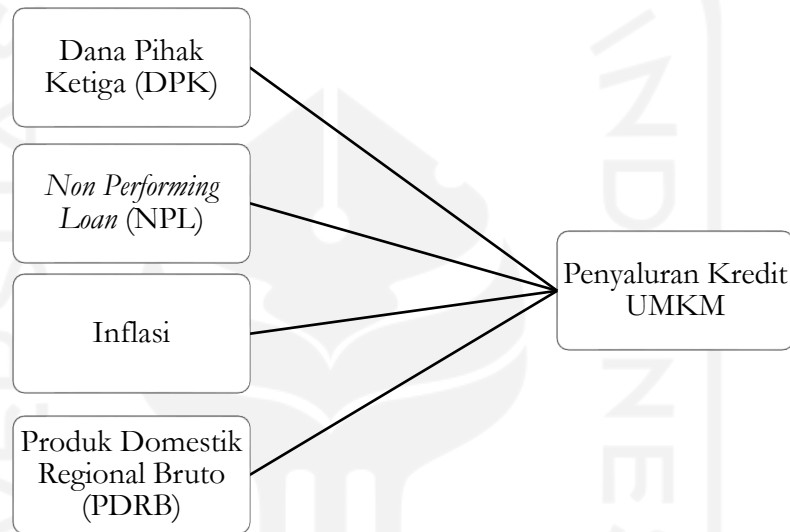 Dana Pihak
Ketiga (DPK)
Non Performing
Loan (NPL)
Inflasi
Produk Domestik
Regional Bruto
(PDRB)
Penyaluran Kredit
UMKM